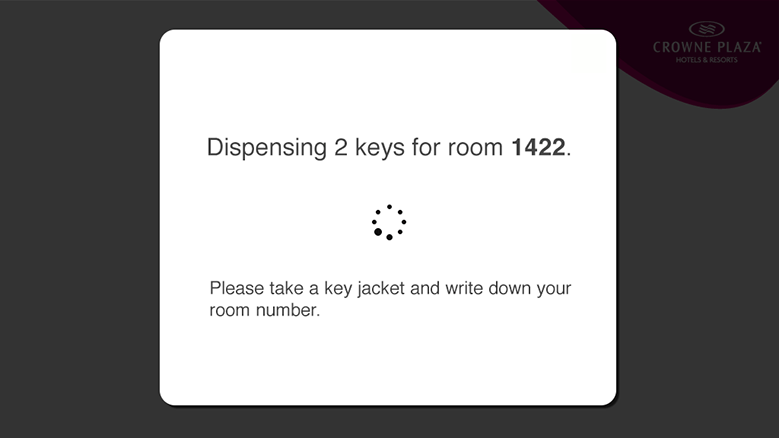 CROWNE PLAZA
HOTELS & RESORTS
Dispensing 2 keys for room 1422.
Please take a key jacket and write down your
room number.